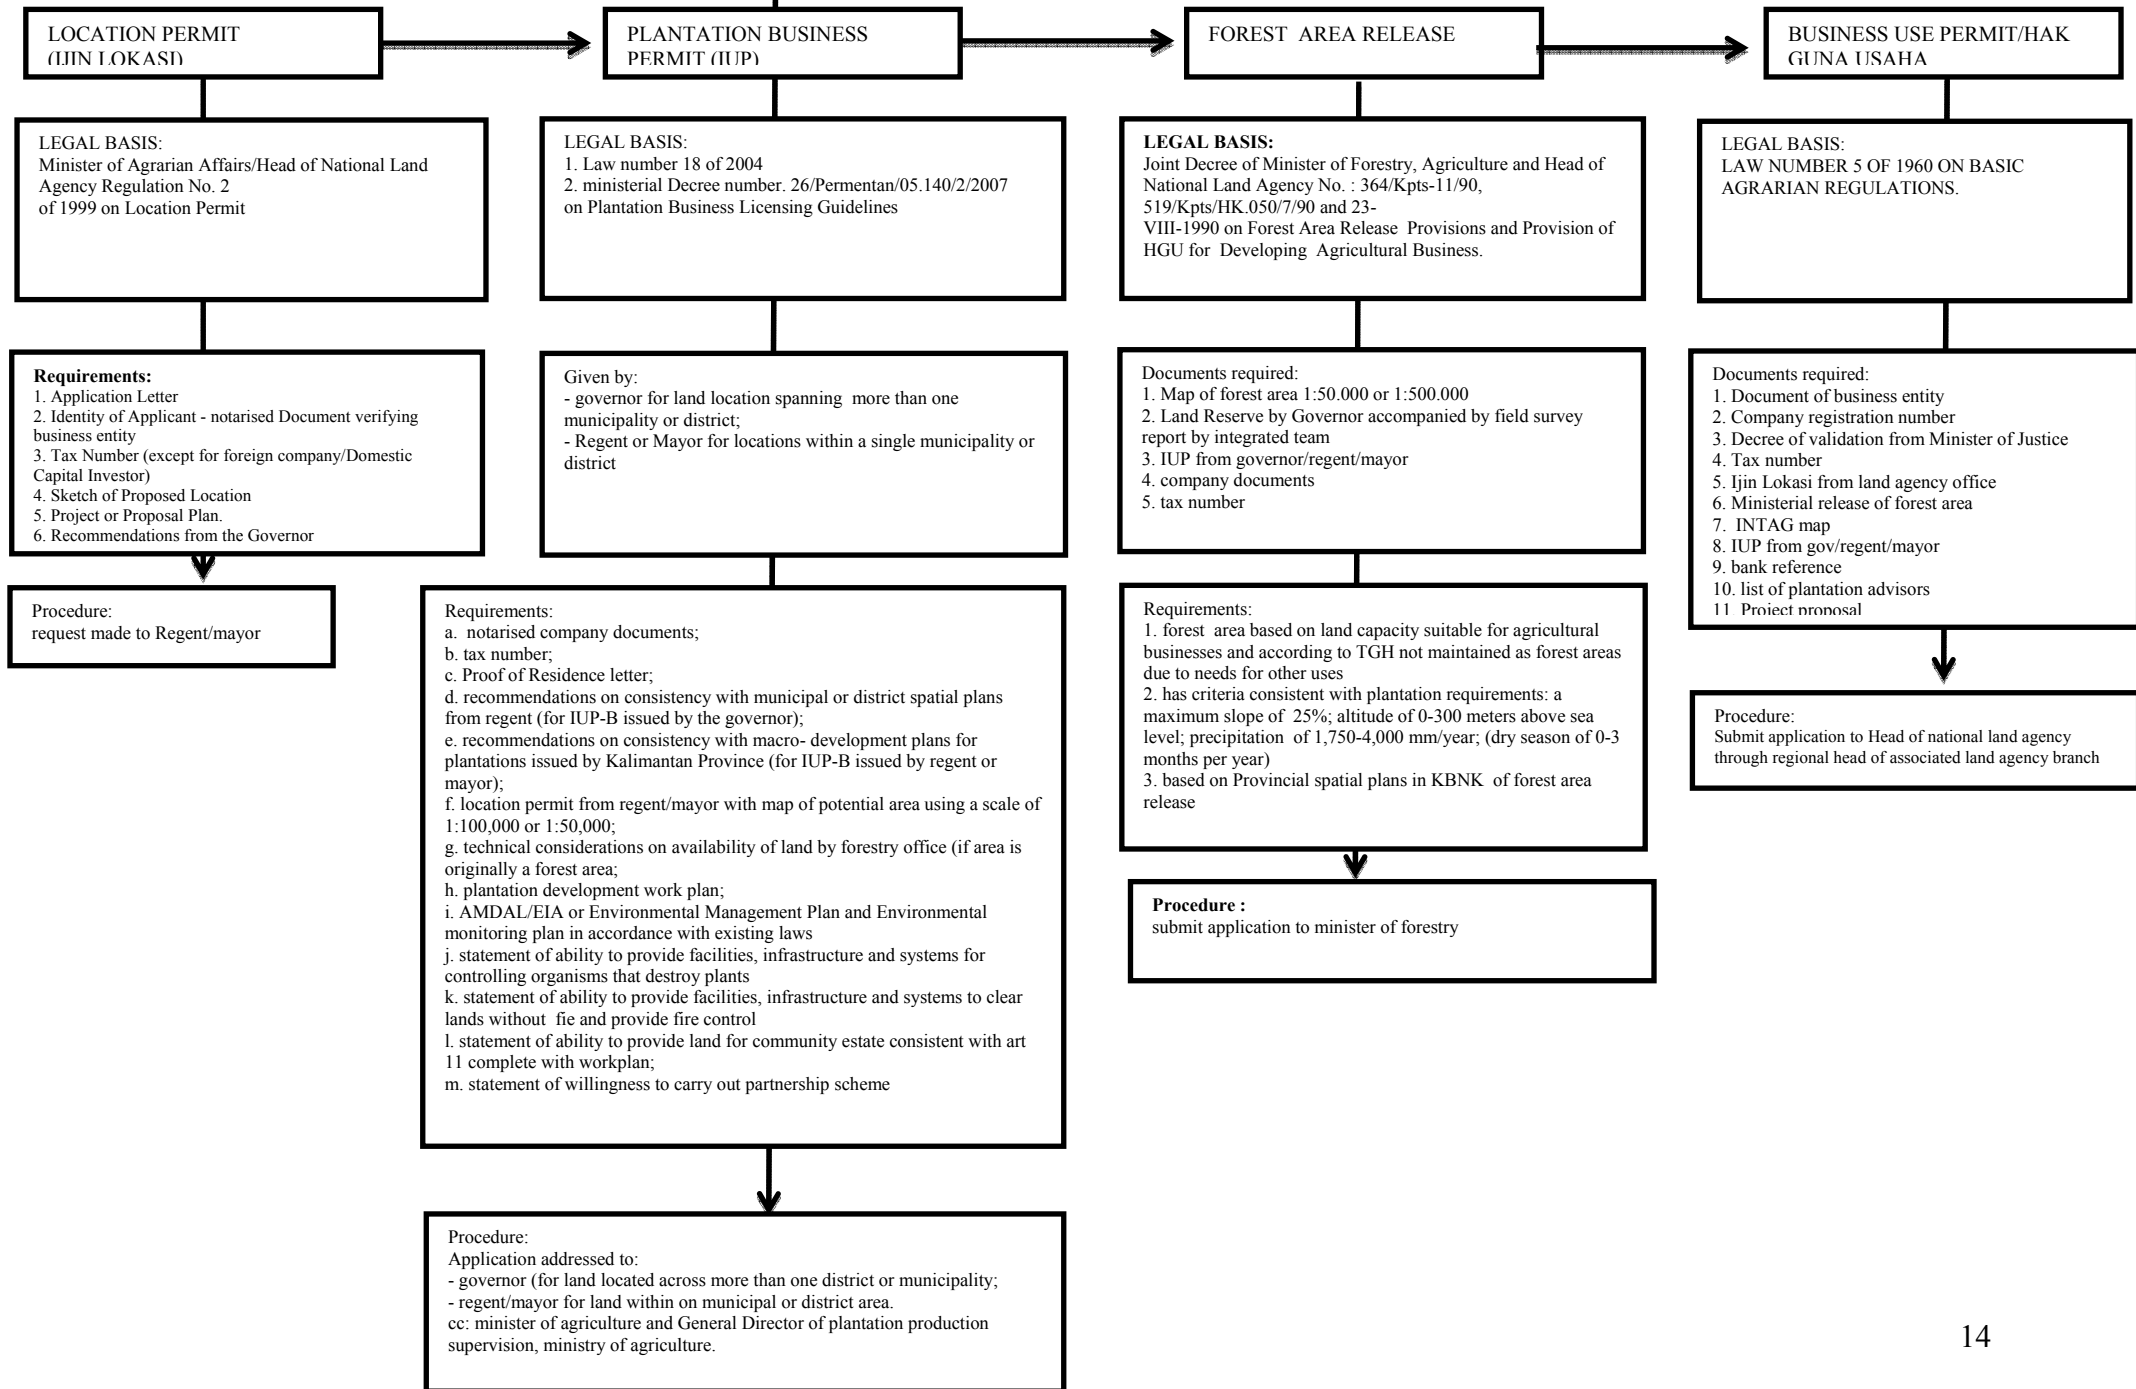 LOCATION PERMIT
(IJIN LOKASI)
LEGAL BASIS:
Minister of Agrarian Affairs/Head of National Land
Agency Regulation No. 2
of 1999 on Location Permit
Requirements:
1. Application Letter
2. Identity of Applicant - notarised Document verifying
business entity
3. Tax Number (except for foreign company/Domestic
Capital Investor)
4. Sketch of Proposed Location
5. Project or Proposal Plan.
6. Recommendations from the Governor
Procedure:
request made to Regent/mayor
PLANTATION BUSINESS
PERMIT (IUP)
LEGAL BASIS:
1. Law number 18 of 2004
2. ministerial Decree number. 26/Permentan/05.140/2/2007
on Plantation Business Licensing Guidelines
Given by:
- governor for land location spanning more than one
municipality or district;
- Regent or Mayor for locations within a single municipality or
district
Requirements:
a. notarised company documents;
b. tax number;
c. Proof of Residence letter;
d. recommendations on consistency with municipal or district spatial plans
from regent (for IUP-B issued by the governor);
e. recommendations on consistency with macro- development plans for
plantations issued by Kalimantan Province (for IUP-B issued by regent or
mayor);
f. location permit from regent/mayor with map of potential area using a scale of
1:100,000 or 1:50,000;
g. technical considerations on availability of land by forestry office (if area is
originally a forest area;
h. plantation development work plan;
i. AMDAL/EIA or Environmental Management Plan and Environmental
monitoring plan in accordance with existing laws
j. statement of ability to provide facilities, infrastructure and systems for
controlling organisms that destroy plants
k. statement of ability to provide facilities, infrastructure and systems to clear
lands without fie and provide fire control
l. statement of ability to provide land for community estate consistent with art
11 complete with workplan;
m. statement of willingness to carry out partnership scheme
Procedure:
Application addressed to:
- governor (for land located across more than one district or municipality;
- regent/mayor for land within on municipal or district area.
cc: minister of agriculture and General Director of plantation production
supervision, ministry of agriculture.
FOREST AREA RELEASE
LEGAL BASIS:
Joint Decree of Minister of Forestry, Agriculture and Head of
National Land Agency No. : 364/Kpts-11/90,
519/Kpts/HK.050/7/90 and 23-
VIII-1990 on Forest Area Release Provisions and Provision of
HGU for Developing Agricultural Business.
Documents required:
1. Map of forest area 1:50.000 or 1:500.000
2. Land Reserve by Governor accompanied by field survey
report by integrated team
3. IUP from governor/regent/mayor
4. company documents
5. tax number
Requirements:
1. forest area based on land capacity suitable for agricultural
businesses and according to TGH not maintained as forest areas
due to needs for other uses
2. has criteria consistent with plantation requirements: a
maximum slope of 25%; altitude of 0-300 meters above sea
level; precipitation of 1,750-4,000 mm/year; (dry season of 0-3
months per year)
3. based on Provincial spatial plans in KBNK of forest area
release
Procedure :
submit application to minister of forestry
BUSINESS USE PERMIT/HAK
GUNA USAHA
LEGAL BASIS:
LAW NUMBER 5 OF 1960 ON BASIC
AGRARIAN REGULATIONS.
Documents required:
1. Document of business entity
2. Company registration number
3. Decree of validation from Minister of Justice
4. Tax number
5. Ijin Lokasi from land agency office
6. Ministerial release of forest area
7. INTAG map
8. IUP from gov/regent/mayor
9. bank reference
10. list of plantation advisors
11. Project proposal
Procedure:
Submit application to Head of national land agency
through regional head of associated land agency branch
14